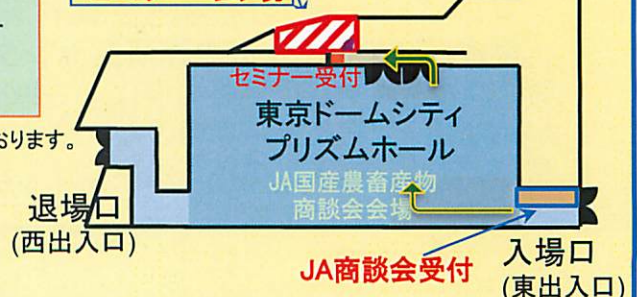 セミナー受付
東京ドームシティ
プリズムホール
JA国産農畜産物
商談会会場
おります。
退場口
(西出入口)
JA商談会受付
入場口
(東出入口)